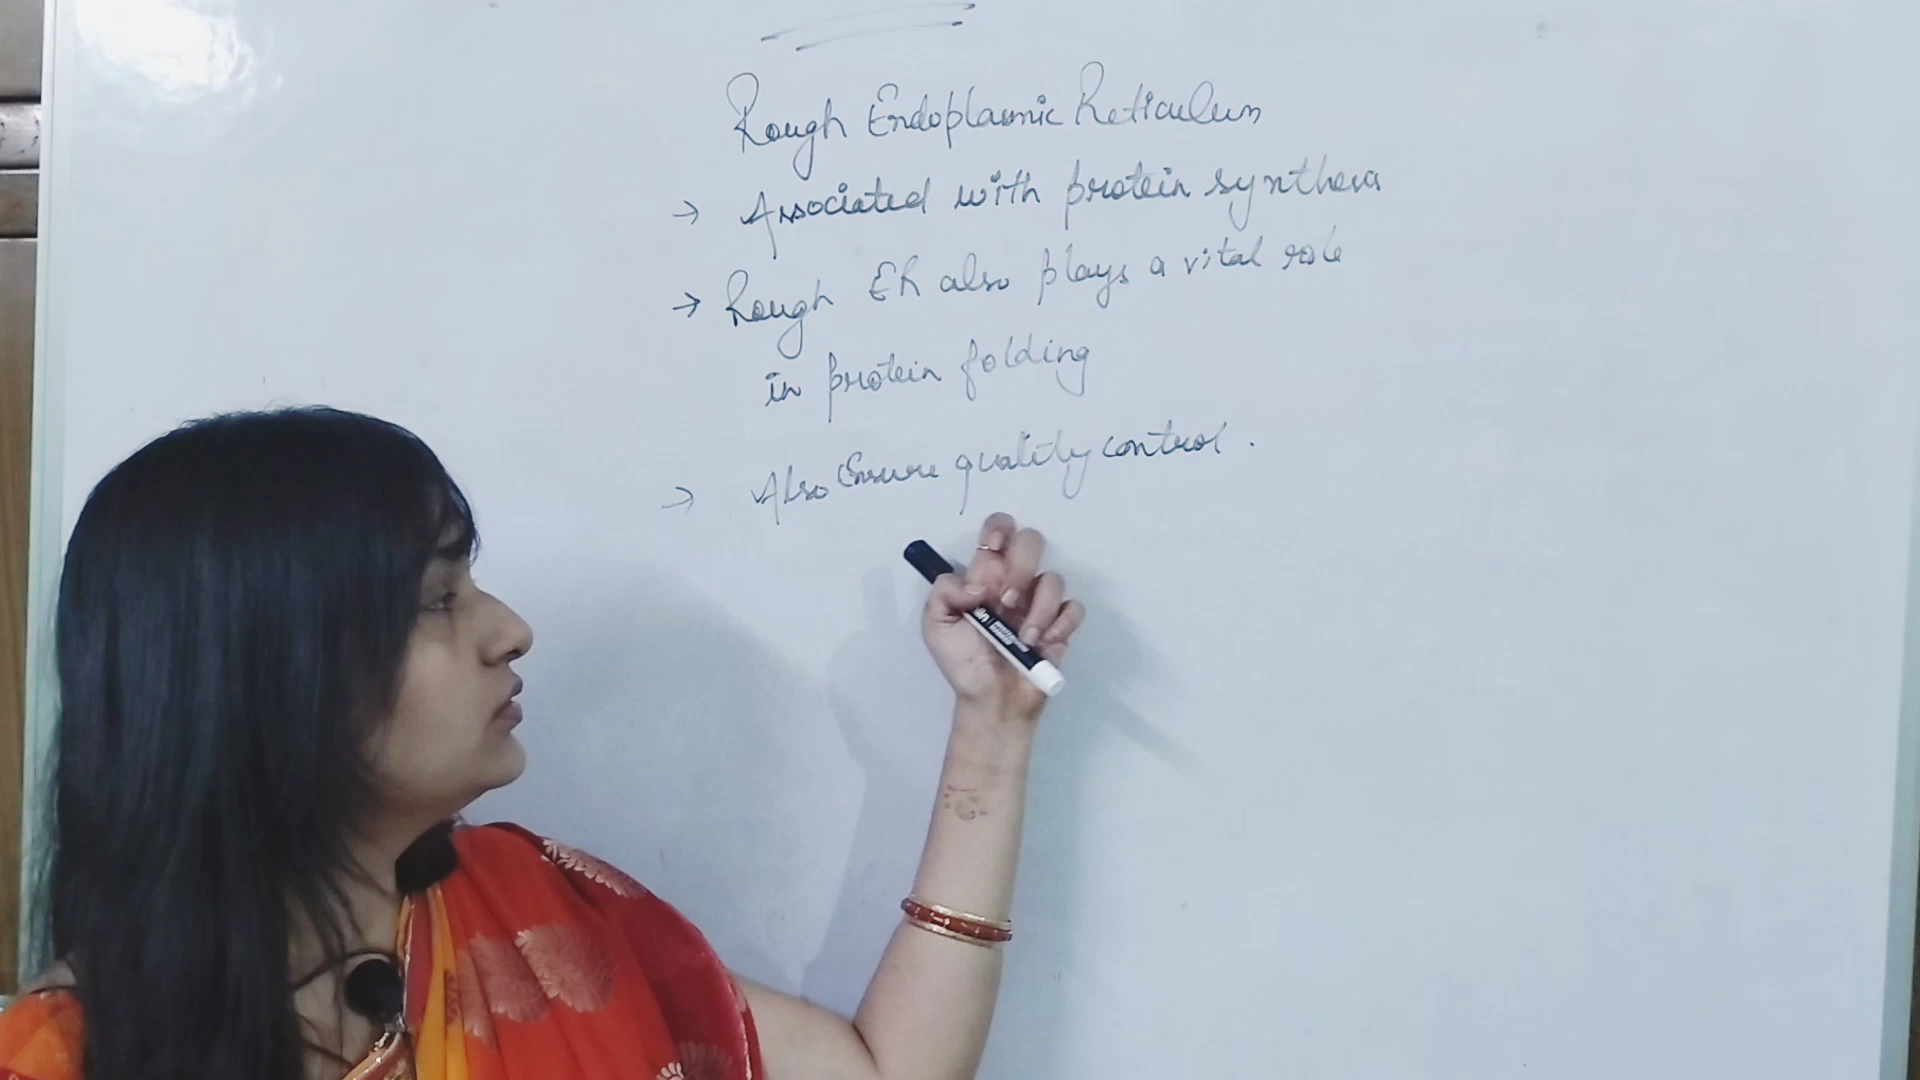 Rough Endoplasmic Reticulum
→ Associated with protein synthesis
→ Rough ER also plays a vital role
in protein folding
→ Also Ensure quality control.